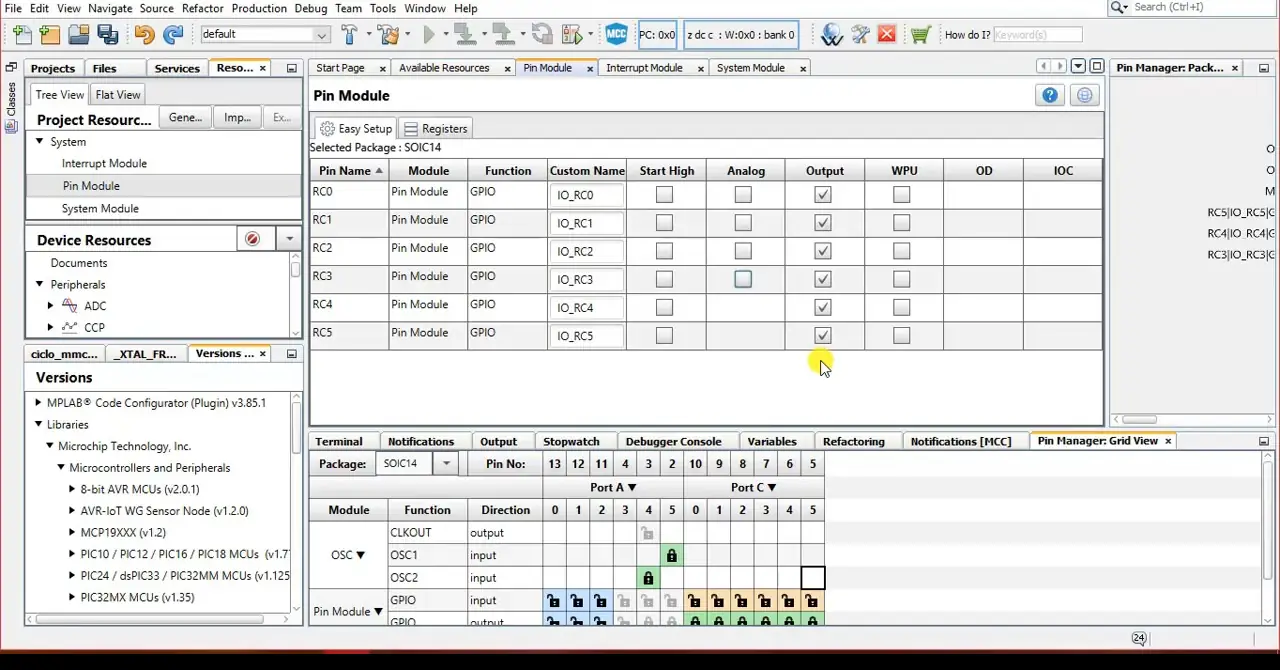 File Edit View Navigate Source Refactor Production Debug Team Tools Window Help Search (Ctrl+I)
default PC: 0x0 z dc c : W:0x0 : bank 0 How do I? Keyword(s)
Projects Files Services Reso... Start Page Available Resources Pin Module Interrupt Module System Module Pin Manager: Pack...
Classes
Tree View Flat View
Project Resourc... Gene... Imp... Ex...
System
Interrupt Module
Pin Module
System Module
Device Resources
Documents
Peripherals
ADC
CCP
ciclo_mmc... _XTAL_FR... Versions ...
Versions
MPLAB® Code Configurator (Plugin) v3.85.1
Libraries
Microchip Technology, Inc.
Microcontrollers and Peripherals
8-bit AVR MCUs (v2.0.1)
AVR-IoT WG Sensor Node (v1.2.0)
MCP19XXX (v1.2)
PIC10 / PIC12 / PIC16 / PIC18 MCUs (v1.7
PIC24 / dsPIC33 / PIC32MM MCUs (v1.125
PIC32MX MCUs (v1.35)
Pin Module
Easy Setup Registers
Selected Package : SOIC14
Pin Name Module Function Custom Name Start High Analog Output WPU OD IOC
RC0 Pin Module GPIO IO_RC0
RC1 Pin Module GPIO IO_RC1
RC2 Pin Module GPIO IO_RC2
RC3 Pin Module GPIO IO_RC3
RC4 Pin Module GPIO IO_RC4
RC5 Pin Module GPIO IO_RC5
O
O
M
RC5|IO_RC5|G
RC4|IO_RC4|G
RC3|IO_RC3|G
Terminal Notifications Output Stopwatch Debugger Console Variables Refactoring Notifications [MCC] Pin Manager: Grid View
Package: SOIC14 Pin No: 13 12 11 4 3 2 10 9 8 7 6 5
Port A ▼ Port C ▼
Module Function Direction 0 1 2 3 4 5 0 1 2 3 4 5
OSC ▼
CLKOUT output
OSC1 input
OSC2 input
Pin Module ▼
GPIO input
GPIO output
24